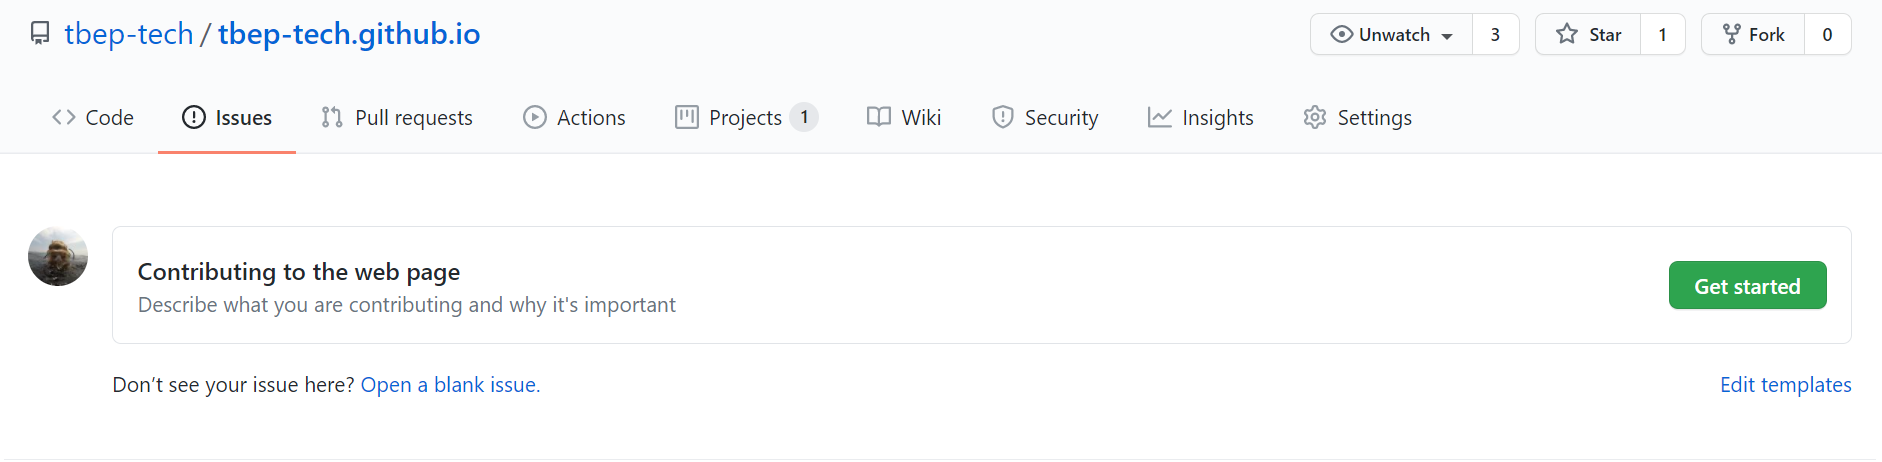 tbep-tech / tbep-tech.github.io Unwatch 3 Star 1 Fork 0
Code Issues Pull requests Actions Projects 1 Wiki Security Insights Settings
Contributing to the web page
Describe what you are contributing and why it's important
Get started
Don’t see your issue here? Open a blank issue. Edit templates